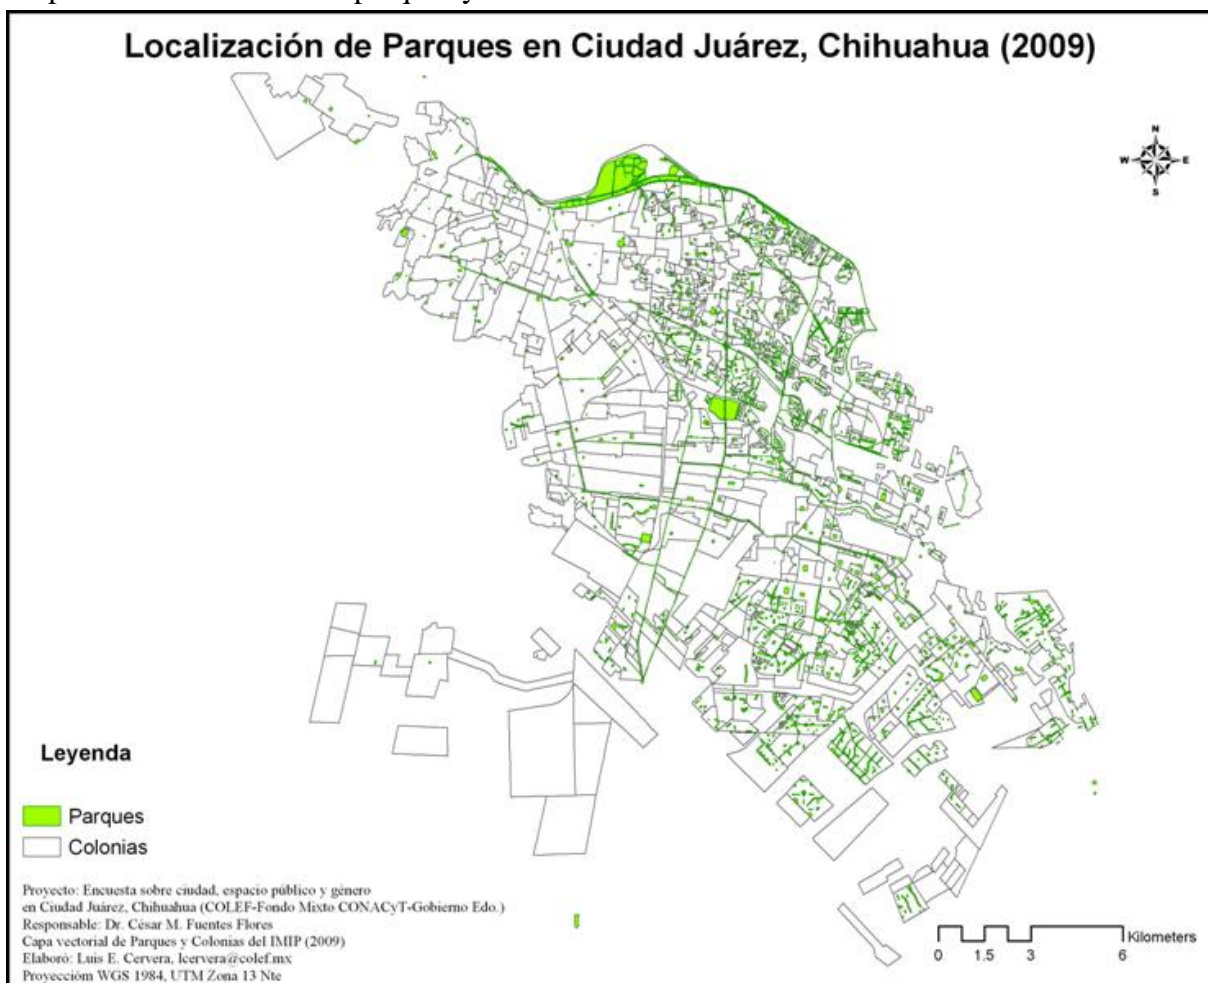 Localización de Parques en Ciudad Juárez, Chihuahua (2009)
N
W E
S
Leyenda
Parques
Colonias
Proyecto: Encuesta sobre ciudad, espacio público y género
en Ciudad Juárez, Chihuahua (COLEF-Fondo Mixto CONACyT-Gobierno Edo.)
Responsable: Dr. César M. Fuentes Flores
Capa vectorial de Parques y Colonias del IMIP (2009)
Elaboró: Luis E. Cervera, lcervera@colef.mx
Proyeccióm WGS 1984, UTM Zona 13 Nte
Kilometers
0 1.5 3 6